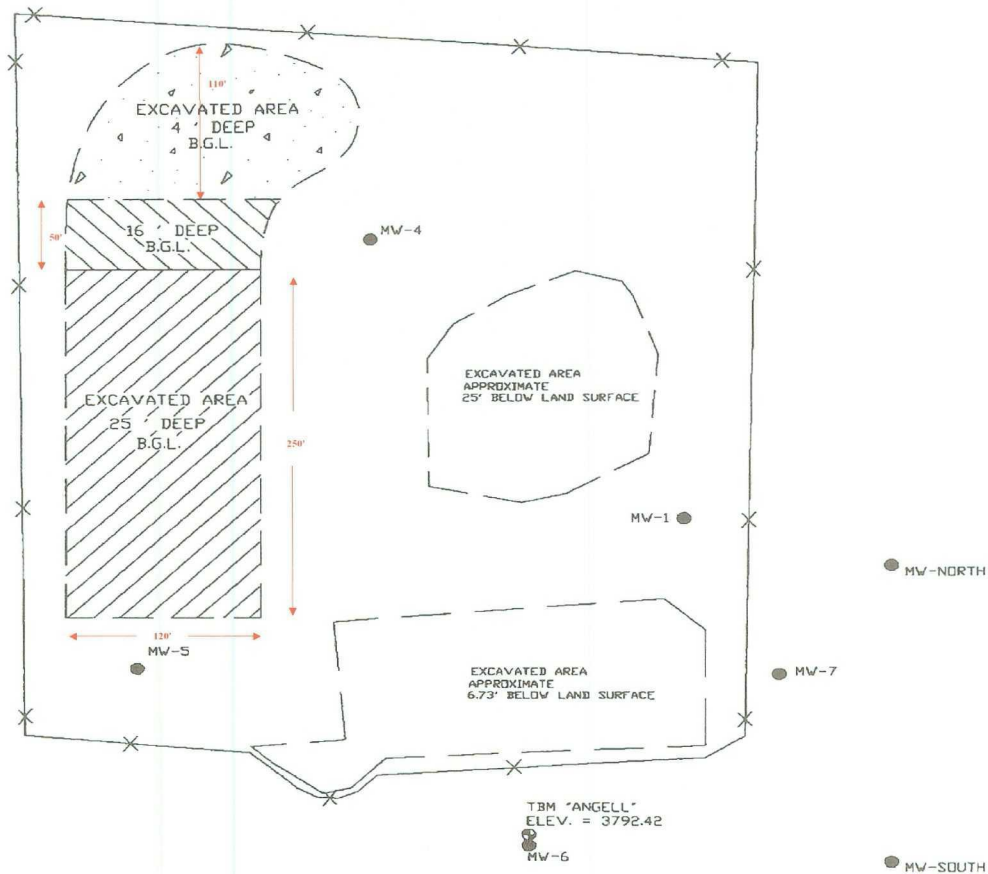 110'
EXCAVATED AREA
4 ' DEEP
B.G.L.
50'
16 ' DEEP
B.G.L.
MW-4
EXCAVATED AREA
APPROXIMATE
25' BELOW LAND SURFACE
EXCAVATED AREA
25 ' DEEP
B.G.L.
250'
MW-1
MW-NORTH
120'
MW-5
EXCAVATED AREA
APPROXIMATE
6.73' BELOW LAND SURFACE
MW-7
TBM "ANGELL"
ELEV. = 3792.42
MW-6
MW-SOUTH